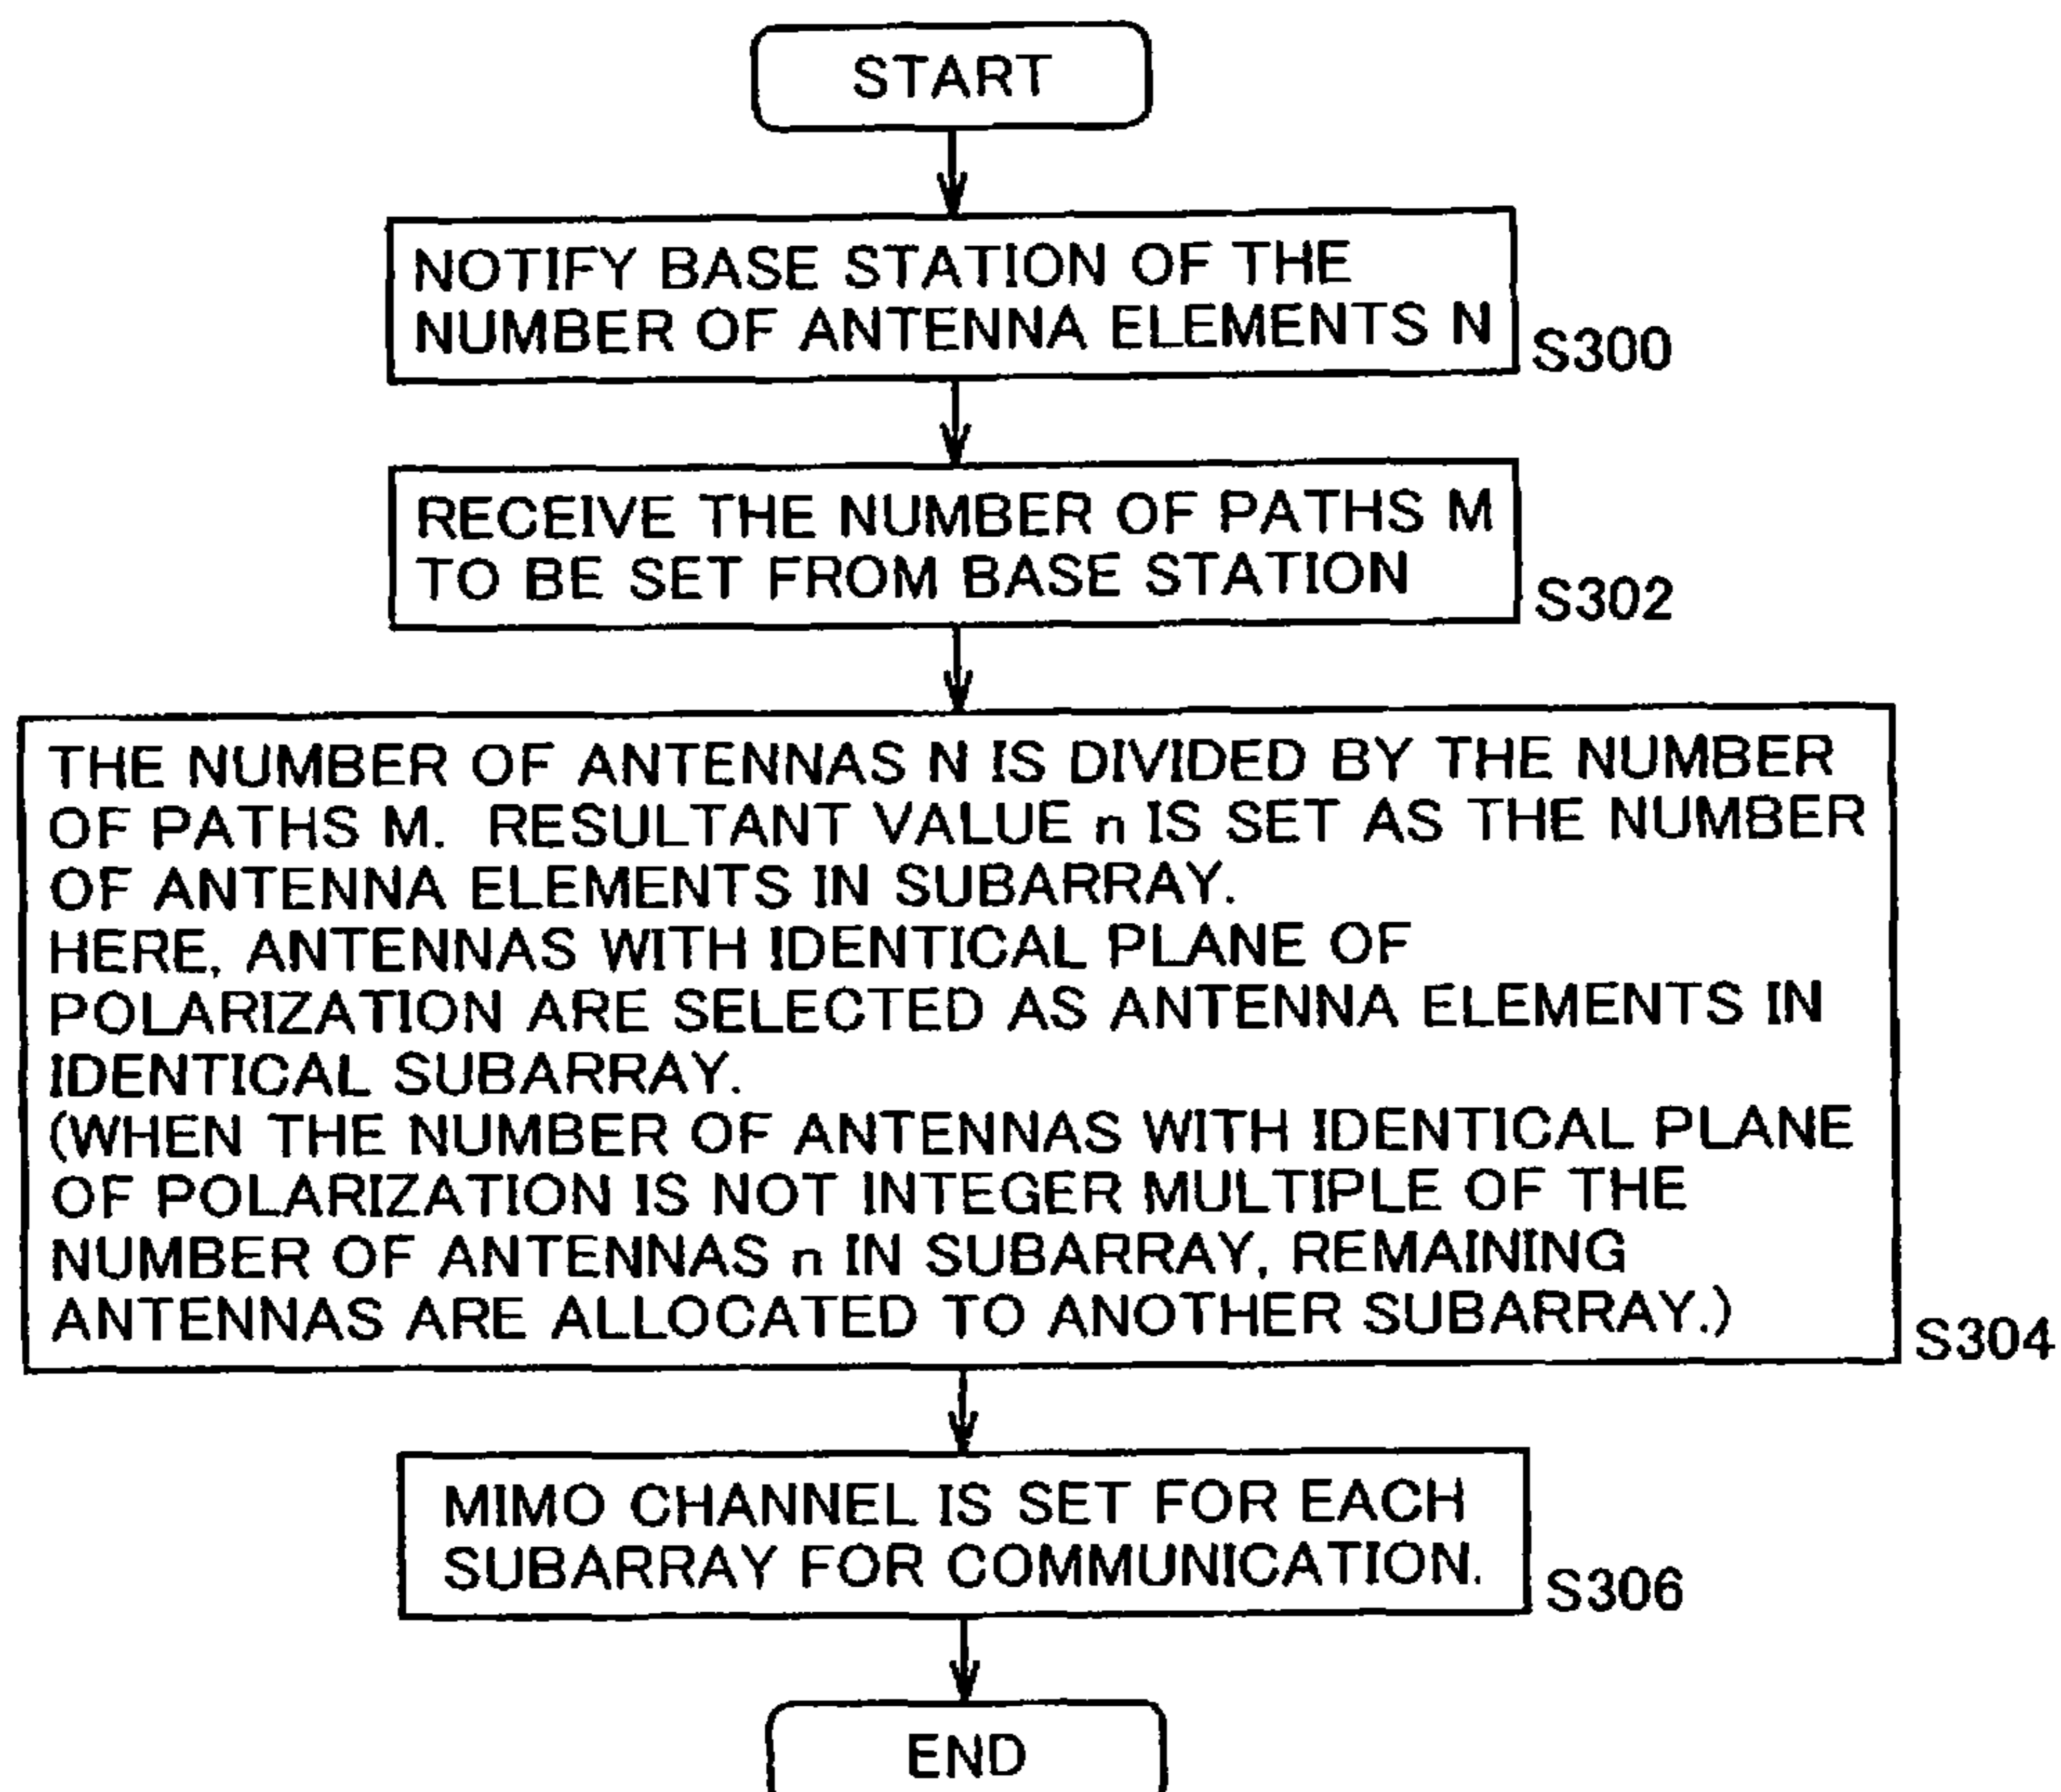 START
NOTIFY BASE STATION OF THE
NUMBER OF ANTENNA ELEMENTS N
S300
RECEIVE THE NUMBER OF PATHS M
TO BE SET FROM BASE STATION
S302
THE NUMBER OF ANTENNAS N IS DIVIDED BY THE NUMBER
OF PATHS M. RESULTANT VALUE n IS SET AS THE NUMBER
OF ANTENNA ELEMENTS IN SUBARRAY.
HERE, ANTENNAS WITH IDENTICAL PLANE OF
POLARIZATION ARE SELECTED AS ANTENNA ELEMENTS IN
IDENTICAL SUBARRAY.
(WHEN THE NUMBER OF ANTENNAS WITH IDENTICAL PLANE
OF POLARIZATION IS NOT INTEGER MULTIPLE OF THE
NUMBER OF ANTENNAS n IN SUBARRAY, REMAINING
ANTENNAS ARE ALLOCATED TO ANOTHER SUBARRAY.)
S304
MIMO CHANNEL IS SET FOR EACH
SUBARRAY FOR COMMUNICATION.
S306
END